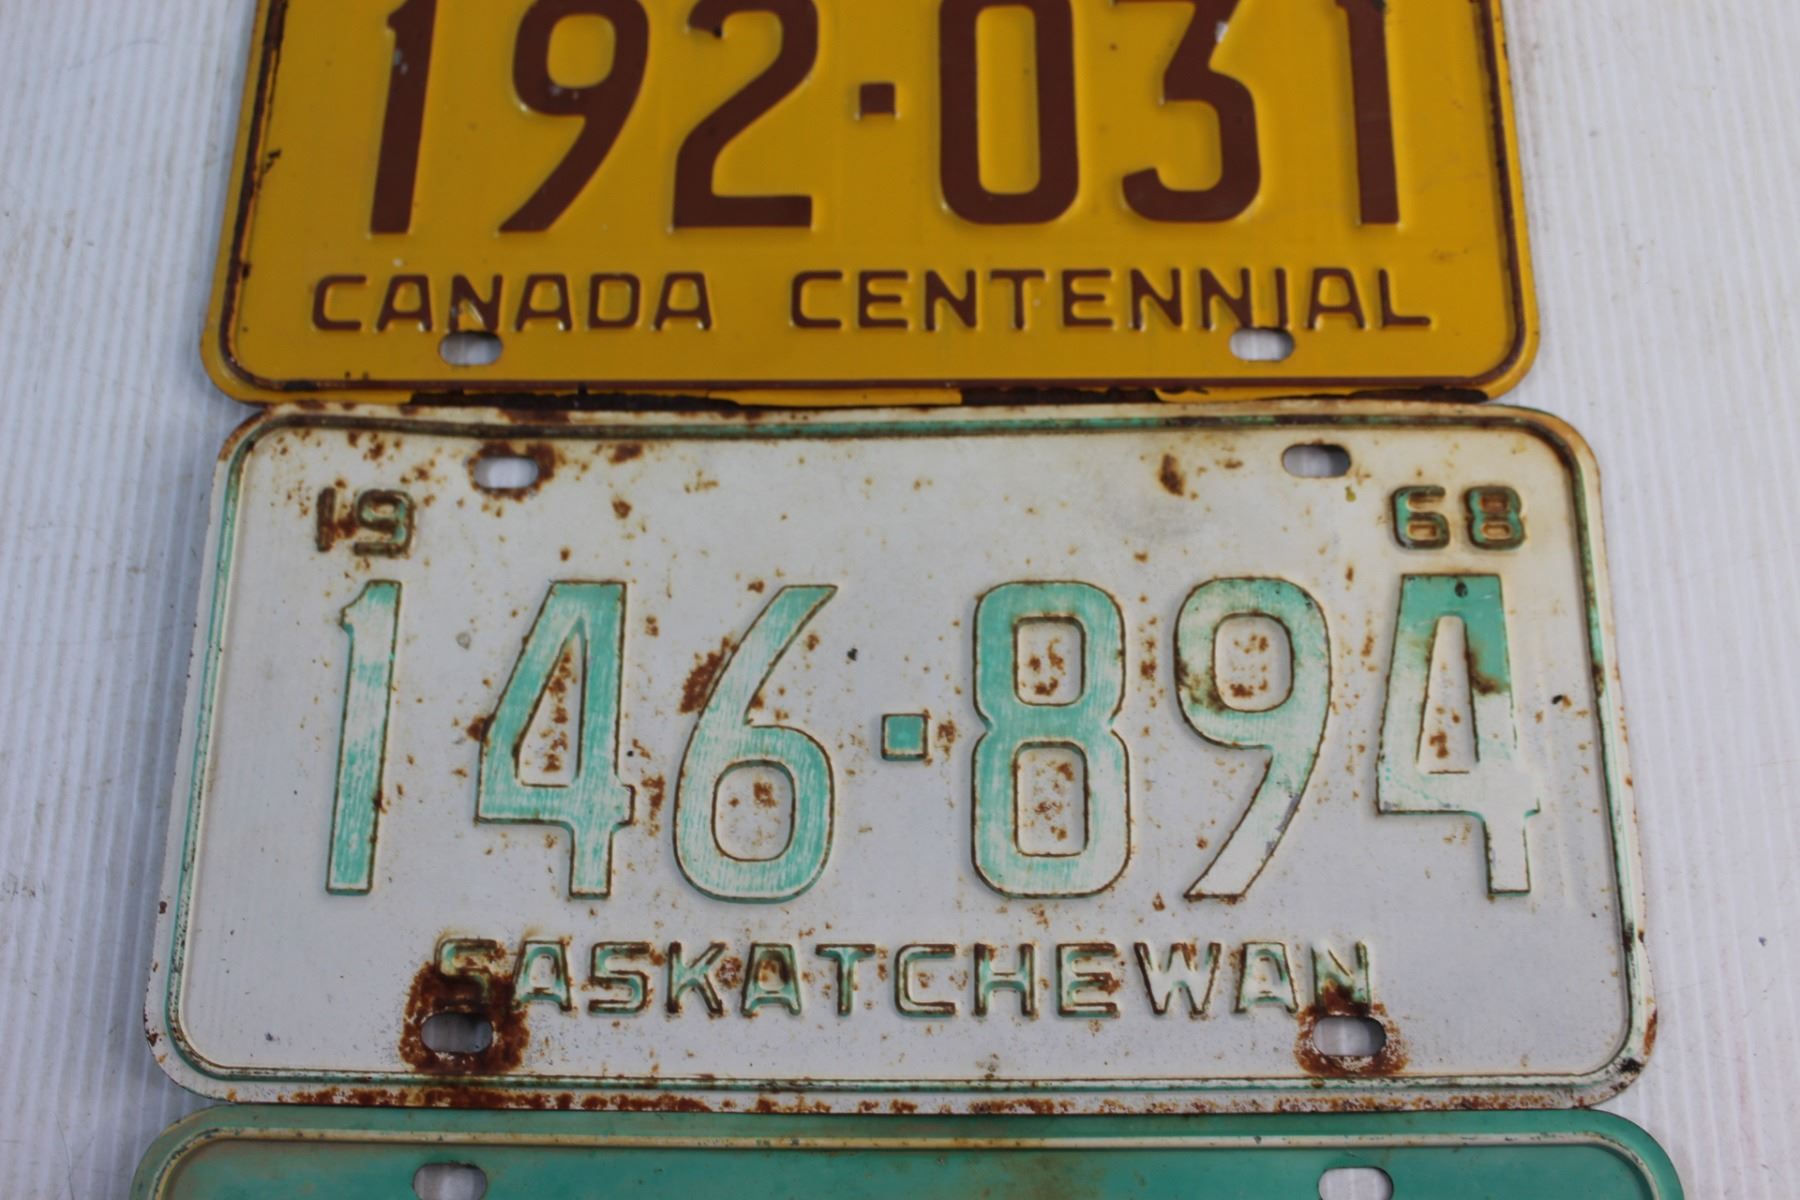 192-031
CANADA CENTENNIAL
19 68
146-894
SASKATCHEWAN